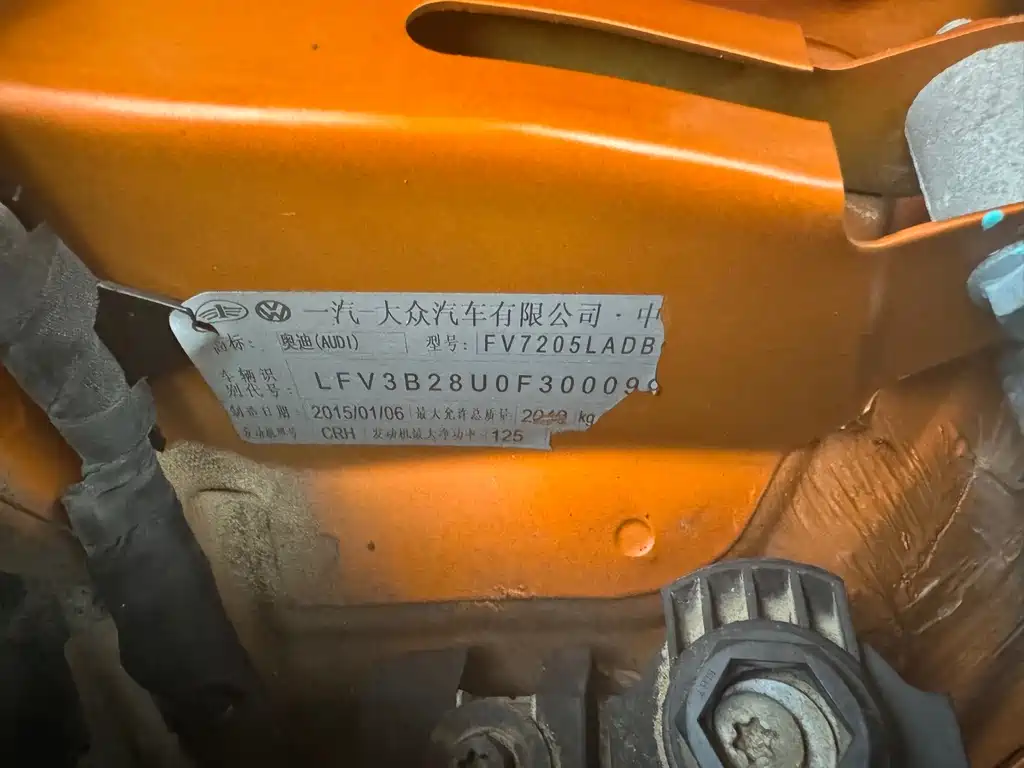 一汽-大众汽车有限公司·中
商标: 奥迪(AUDI) 型号: FV7205LADB
车辆识别代号: LFV3B28U0F300099
制造日期: 2015/01/06 最大允许总质量: kg
发动机型号 CRH 发动机最大净功率: 125